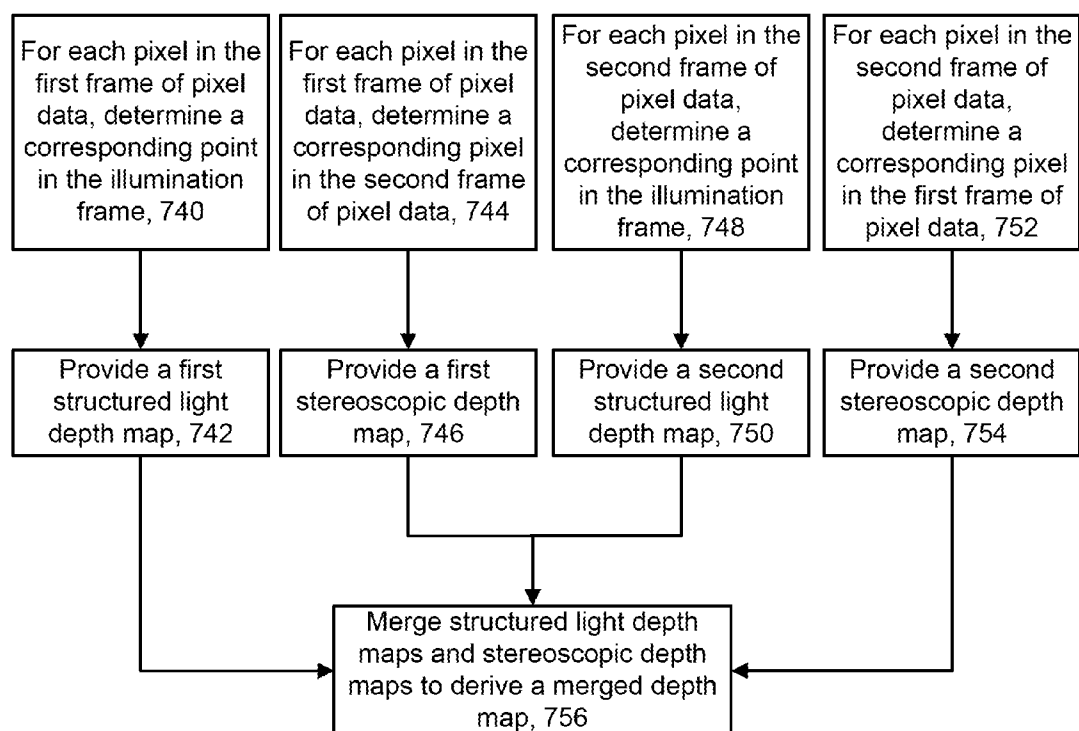 For each pixel in the
first frame of pixel
data, determine a
corresponding point
in the illumination
frame, 740
For each pixel in the
first frame of pixel
data, determine a
corresponding pixel
in the second frame
of pixel data, 744
For each pixel in the
second frame of
pixel data,
determine a
corresponding point
in the illumination
frame, 748
For each pixel in the
second frame of
pixel data,
determine a
corresponding pixel
in the first frame of
pixel data, 752
Provide a first
structured light
depth map, 742
Provide a first
stereoscopic depth
map, 746
Provide a second
structured light
depth map, 750
Provide a second
stereoscopic depth
map, 754
Merge structured light depth
maps and stereoscopic depth
maps to derive a merged depth
map, 756